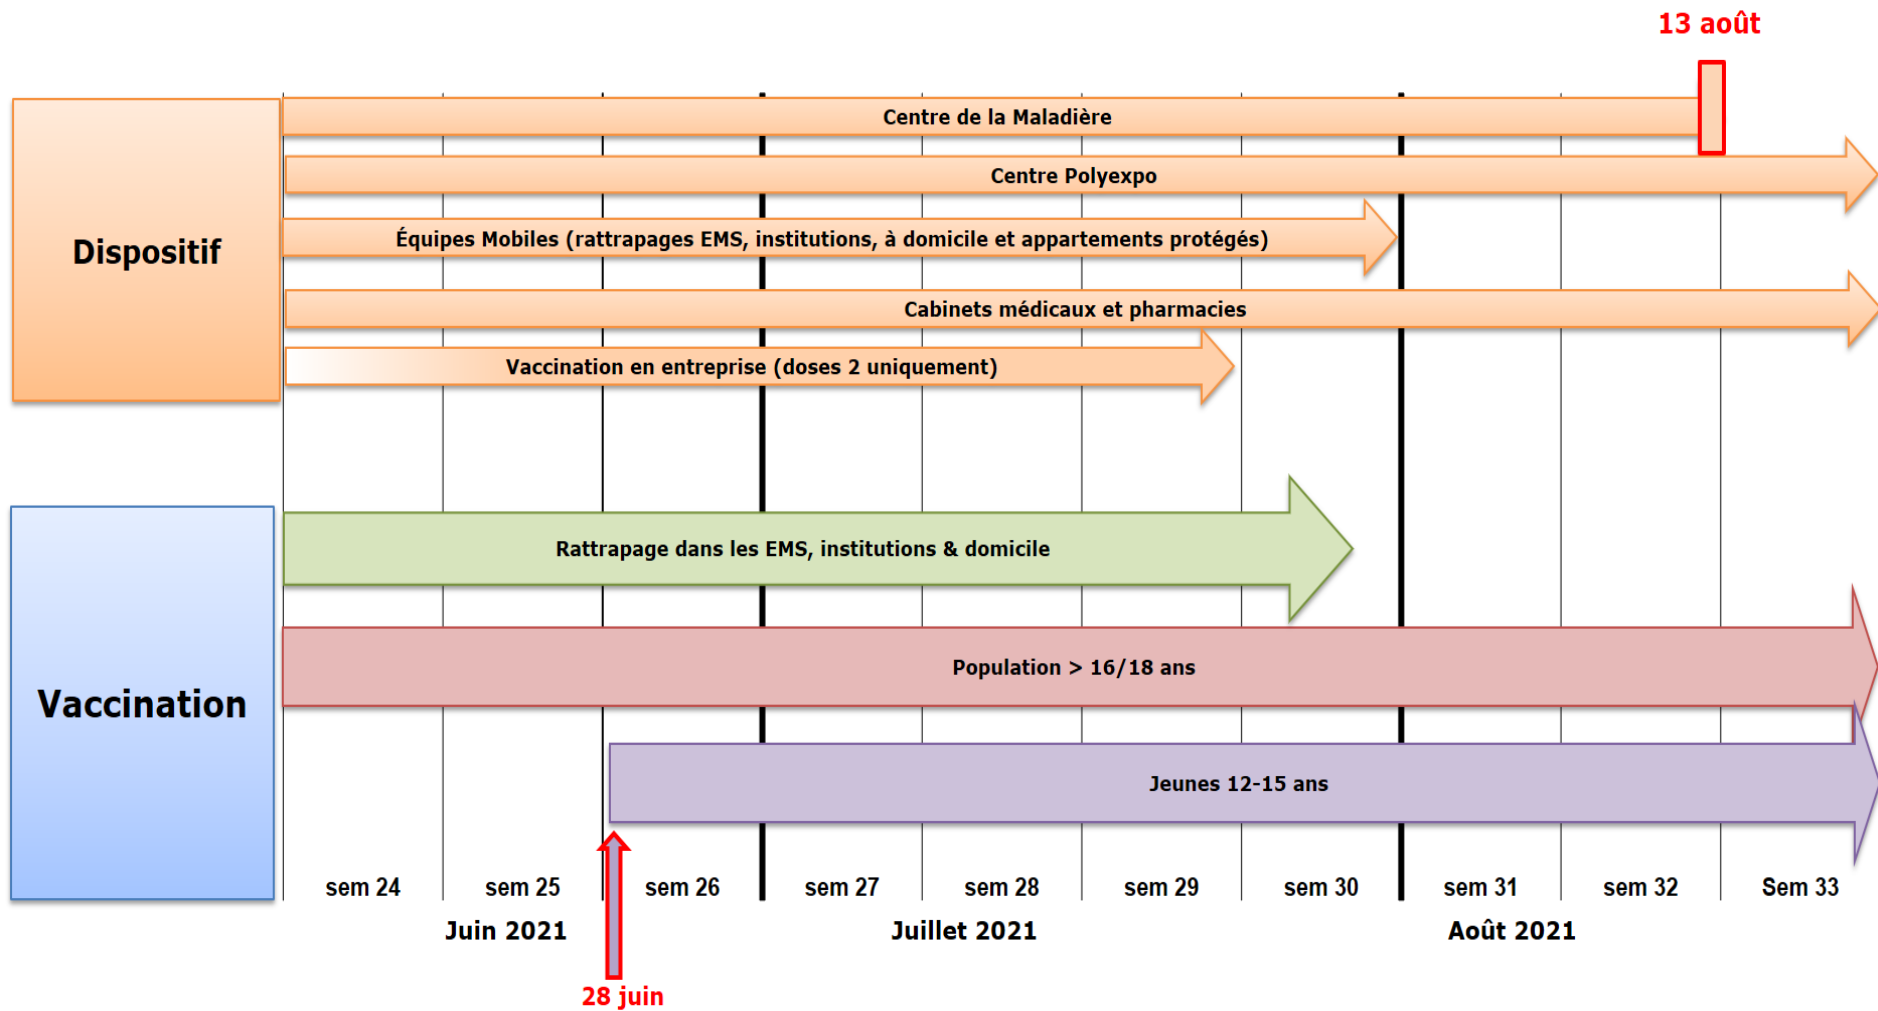 13 août
Dispositif
Centre de la Maladière
Centre Polyexpo
Équipes Mobiles (rattrapages EMS, institutions, à domicile et appartements protégés)
Cabinets médicaux et pharmacies
Vaccination en entreprise (doses 2 uniquement)
Vaccination
Rattrapage dans les EMS, institutions & domicile
Population > 16/18 ans
Jeunes 12-15 ans
sem 24 sem 25 sem 26 sem 27 sem 28 sem 29 sem 30 sem 31 sem 32 Sem 33
Juin 2021 Juillet 2021 Août 2021
28 juin